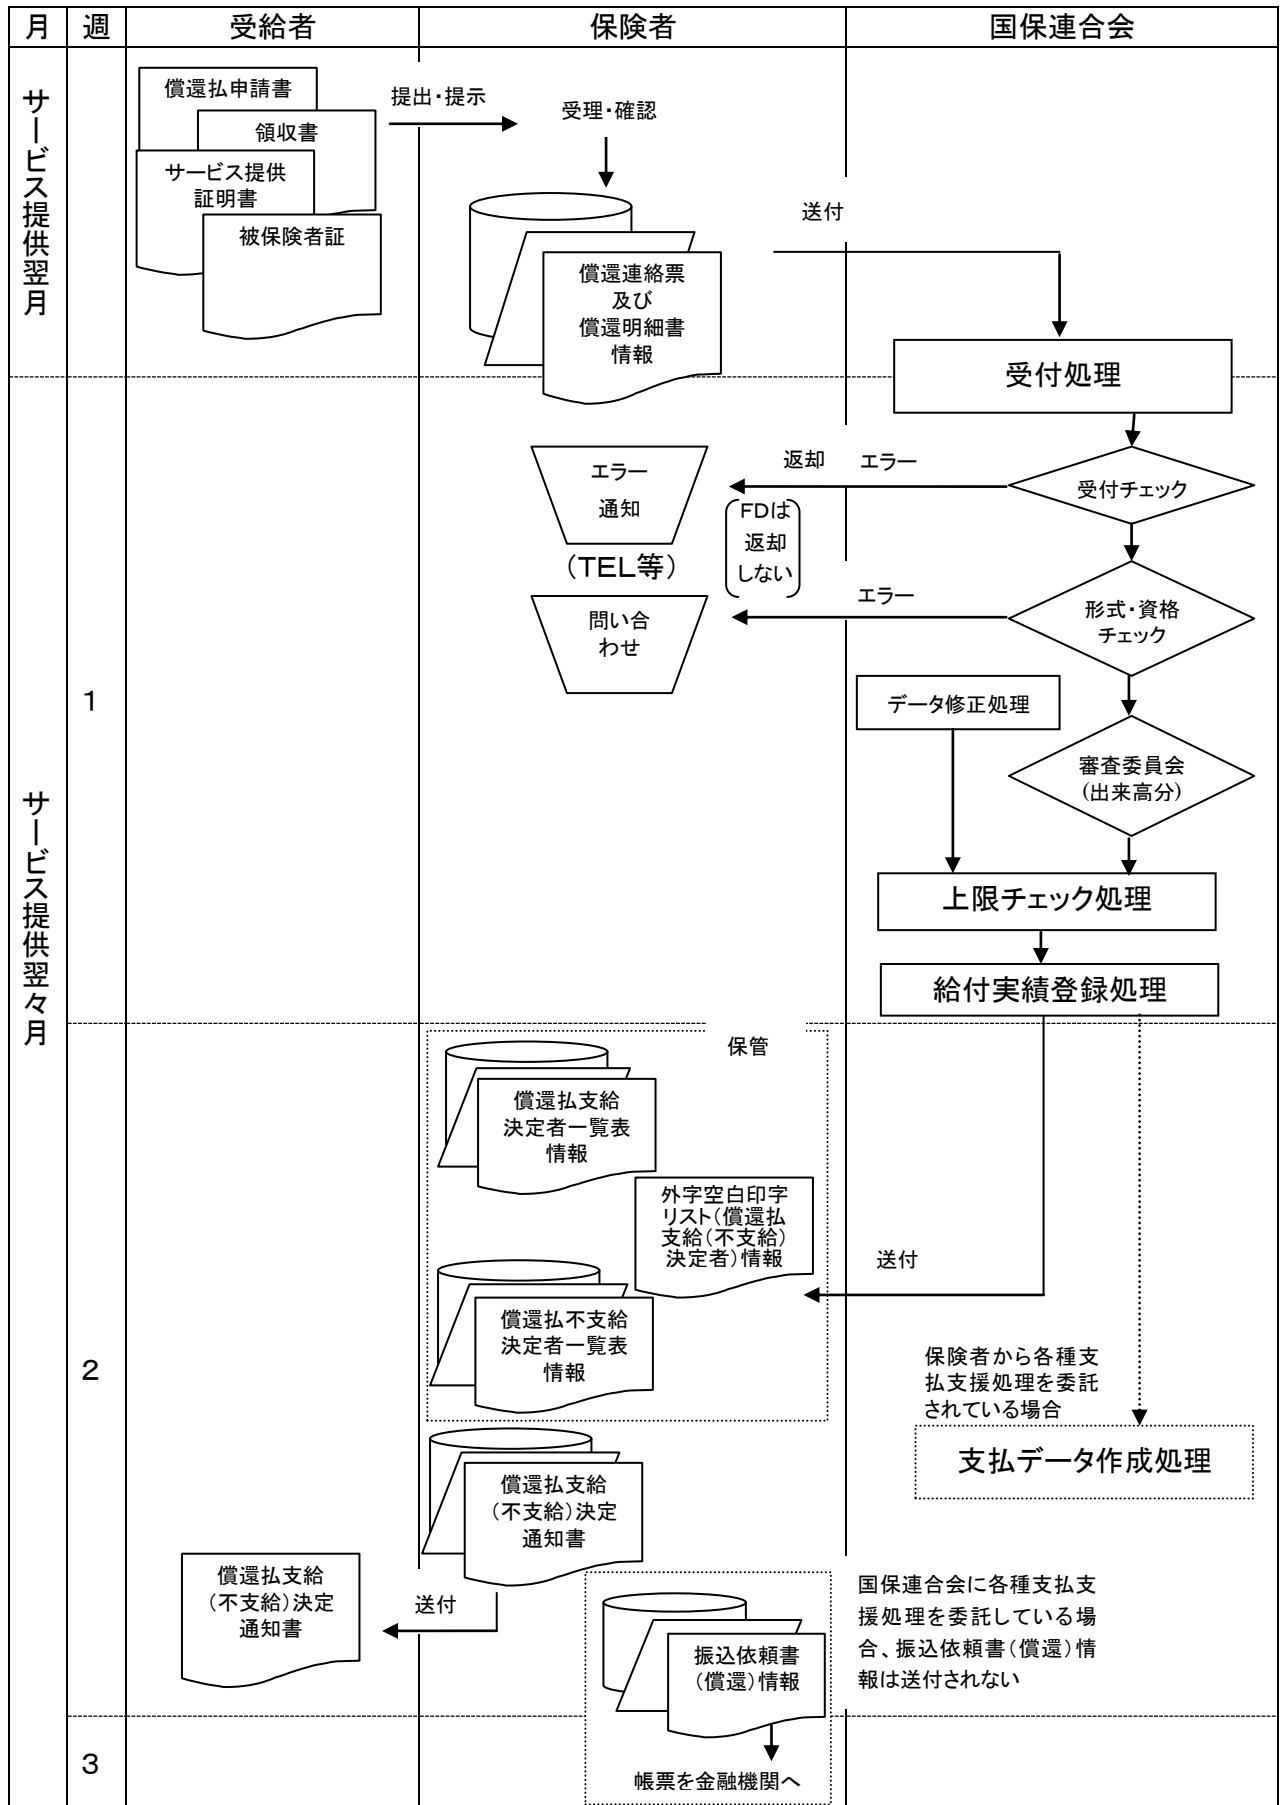 月
週
受給者
保険者
国保連合会
サービス提供翌月
償還払申請書
領収書
サービス提供
証明書
被保険者証
提出・提示
受理・確認
償還連絡票
及び
償還明細書
情報
送付
受付処理
サービス提供翌々月
1
受付チェック
エラー
返却
エラー
通知
(TEL等)
FDは
返却
しない
形式・資格
チェック
エラー
問い合
わせ
データ修正処理
審査委員会
(出来高分)
上限チェック処理
給付実績登録処理
2
保管
償還払支給
決定者一覧表
情報
外字空白印字
リスト(償還払
支給(不支給)
決定者)情報
償還払不支給
決定者一覧表
情報
送付
保険者から各種支
払支援処理を委託
されている場合
支払データ作成処理
償還払支給
(不支給)決定
通知書
送付
償還払支給
(不支給)決定
通知書
振込依頼書
(償還)情報
国保連合会に各種支払支
援処理を委託している場
合、振込依頼書(償還)情
報は送付されない
3
帳票を金融機関へ